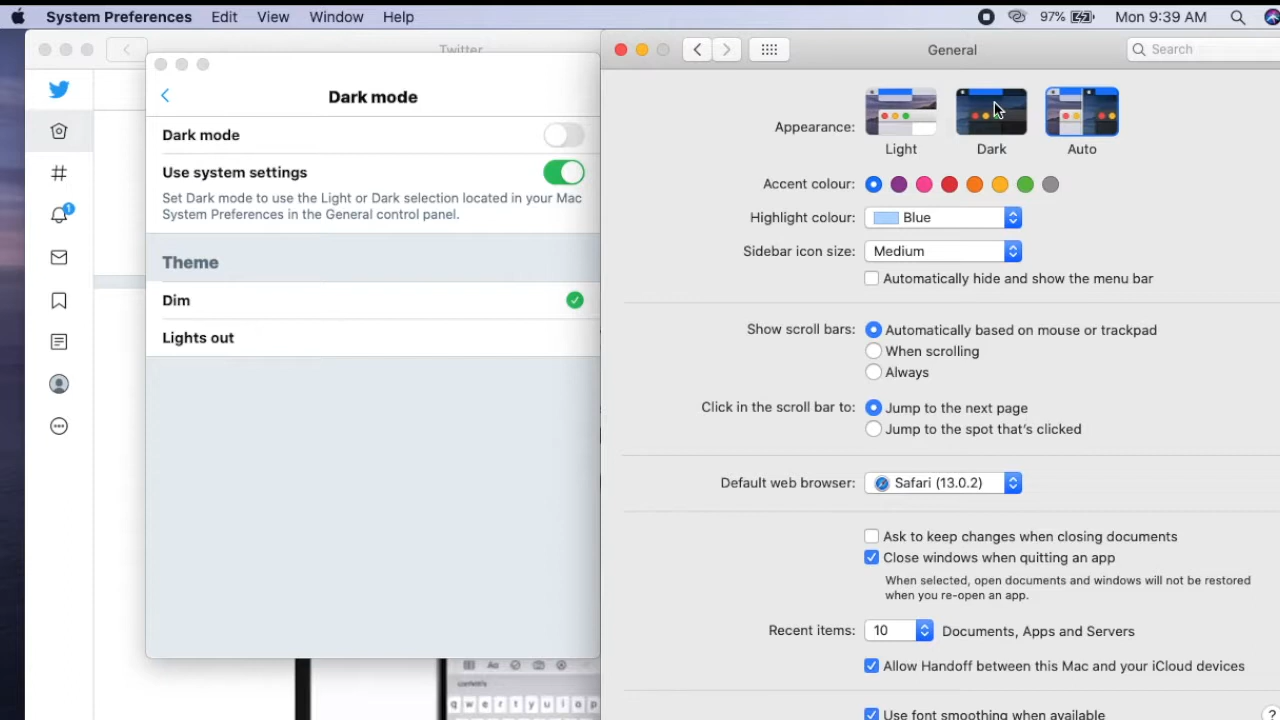 System Preferences Edit View Window Help 97% Mon 9:39 AM
Twitter
Dark mode
Dark mode
Use system settings
Set Dark mode to use the Light or Dark selection located in your Mac
System Preferences in the General control panel.
Theme
Dim
Lights out
1
General
Search
Appearance:
Light Dark Auto
Accent colour:
Highlight colour: Blue
Sidebar icon size: Medium
Automatically hide and show the menu bar
Show scroll bars: Automatically based on mouse or trackpad
When scrolling
Always
Click in the scroll bar to: Jump to the next page
Jump to the spot that's clicked
Default web browser: Safari (13.0.2)
Ask to keep changes when closing documents
Close windows when quitting an app
When selected, open documents and windows will not be restored
when you re-open an app.
Recent items: 10 Documents, Apps and Servers
Allow Handoff between this Mac and your iCloud devices
Use font smoothing when available
?
Aa
q w e r t y u i o p